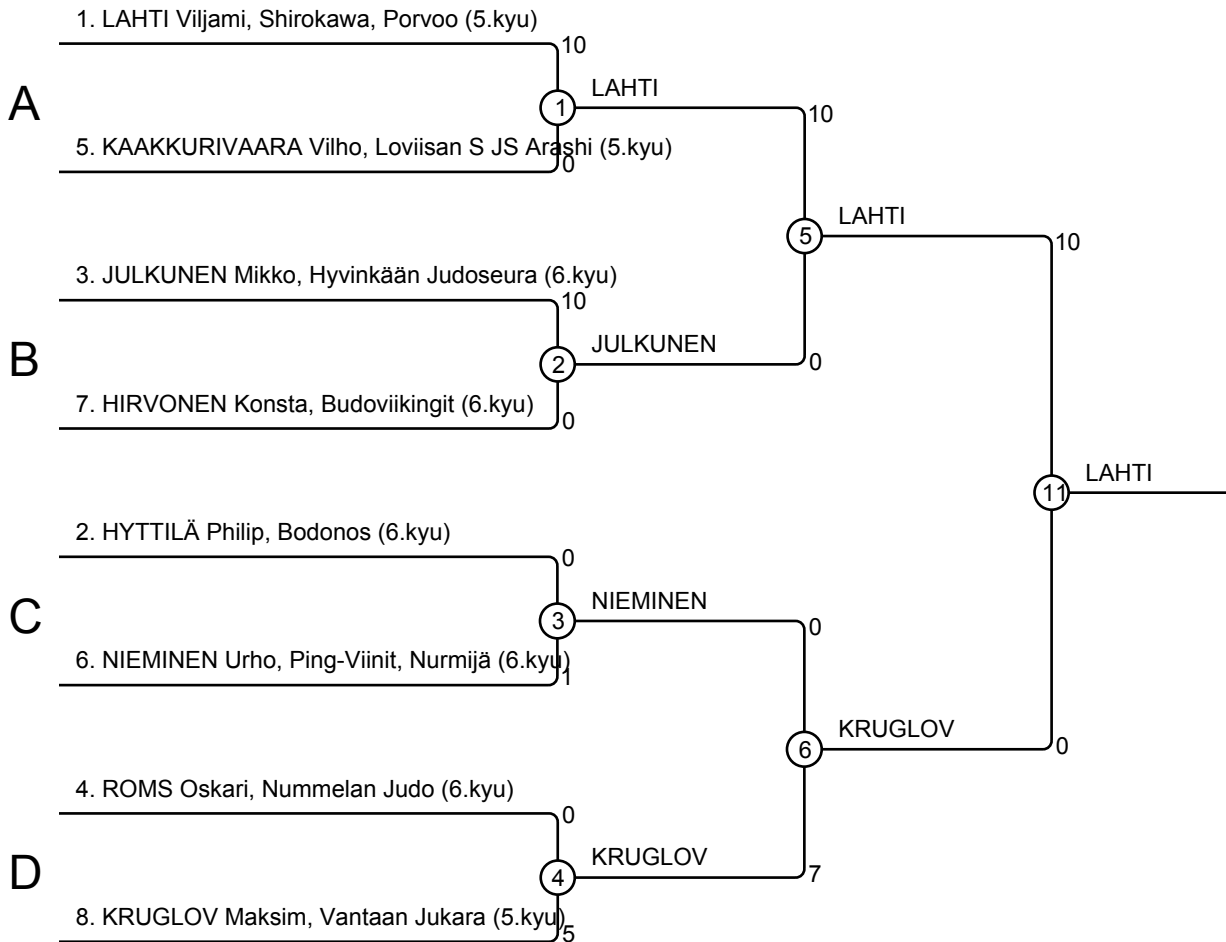 1. LAHTI Viljami, Shirokawa, Porvoo (5.kyu)
10
A
1
LAHTI
10
5. KAAKKURIVAARA Vilho, Loviisan S JS Arashi (5.kyu)
0
5
LAHTI
10
3. JULKUNEN Mikko, Hyvinkään Judoseura (6.kyu)
10
B
2
JULKUNEN
0
7. HIRVONEN Konsta, Budoviikingit (6.kyu)
0
11
LAHTI
2. HYTTILÄ Philip, Bodonos (6.kyu)
0
C
3
NIEMINEN
0
6. NIEMINEN Urho, Ping-Viinit, Nurmijä (6.kyu)
1
6
KRUGLOV
0
4. ROMS Oskari, Nummelan Judo (6.kyu)
0
D
4
KRUGLOV
7
8. KRUGLOV Maksim, Vantaan Jukara (5.kyu)
5